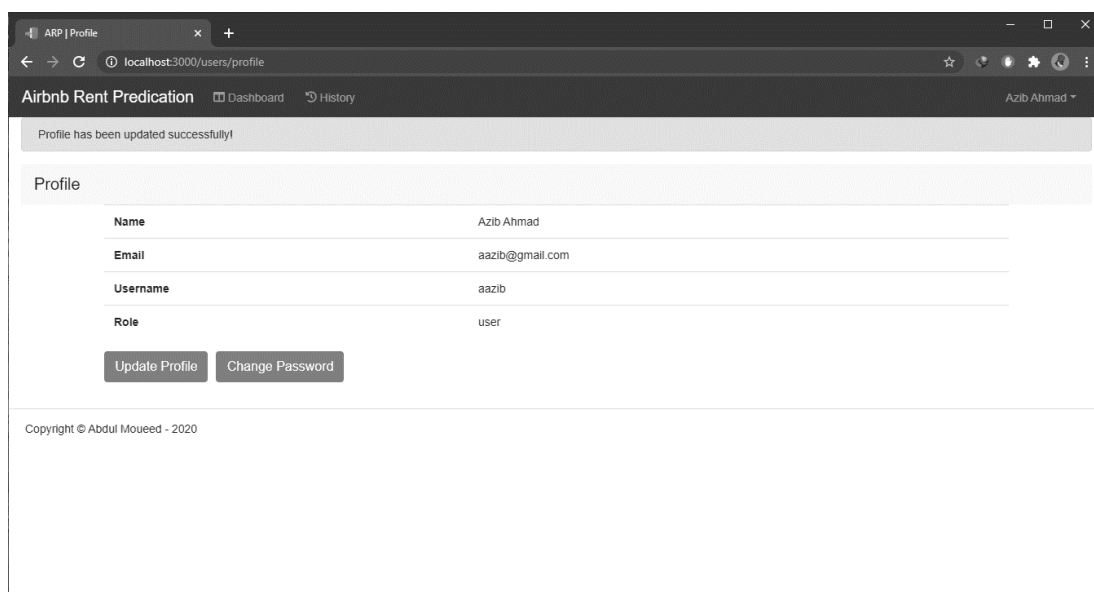 ARP | Profile
localhost:3000/users/profile
Airbnb Rent Predication Dashboard History Azib Ahmad
Profile has been updated successfully!
Profile
Name Azib Ahmad
Email aazib@gmail.com
Username aazib
Role user
Update Profile Change Password
Copyright © Abdul Moueed - 2020